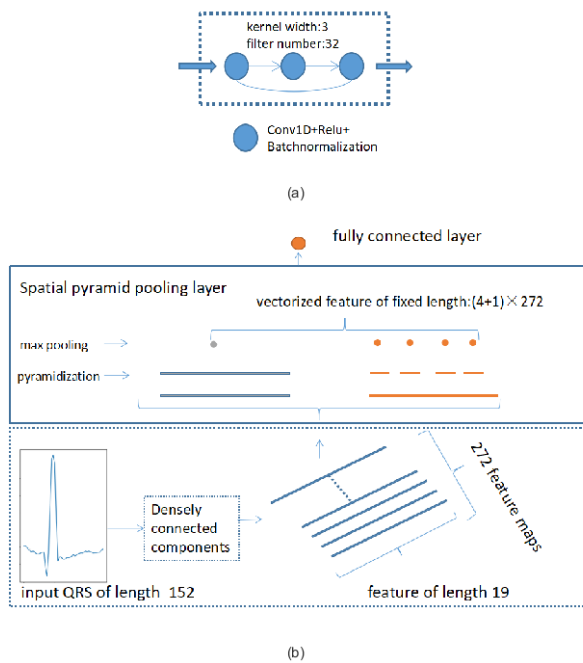 kernel width:3
filter number:32
Conv1D+Relu+
Batchnormalization
(a)
fully connected layer
Spatial pyramid pooling layer
vectorized feature of fixed length:(4+1)×272
max pooling
pyramidization
272 feature maps
Densely
connected
components
input QRS of length 152
feature of length 19
(b)